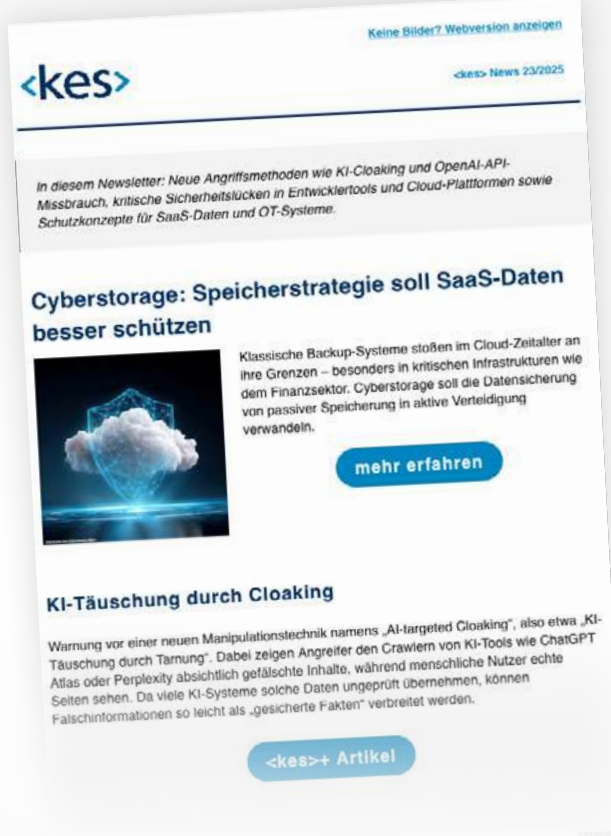 Keine Bilder? Webversion anzeigen
<kes>
<kes> News 23/2025
In diesem Newsletter: Neue Angriffsmethoden wie KI-Cloaking und OpenAI-API-
Missbrauch, kritische Sicherheitslücken in Entwicklertools und Cloud-Plattformen sowie
Schutzkonzepte für SaaS-Daten und OT-Systeme.
Cyberstorage: Speicherstrategie soll SaaS-Daten
besser schützen
Klassische Backup-Systeme stoßen im Cloud-Zeitalter an
ihre Grenzen – besonders in kritischen Infrastrukturen wie
dem Finanzsektor. Cyberstorage soll die Datensicherung
von passiver Speicherung in aktive Verteidigung
verwandeln.
mehr erfahren
KI-Täuschung durch Cloaking
Warnung vor einer neuen Manipulationstechnik namens „AI-targeted Cloaking“, also etwa „KI-
Täuschung durch Tarnung“. Dabei zeigen Angreifer den Crawlern von KI-Tools wie ChatGPT
Atlas oder Perplexity absichtlich gefälschte Inhalte, während menschliche Nutzer echte
Seiten sehen. Da viele KI-Systeme solche Daten ungeprüft übernehmen, können
Falschinformationen so leicht als „gesicherte Fakten“ verbreitet werden.
<kes>+ Artikel